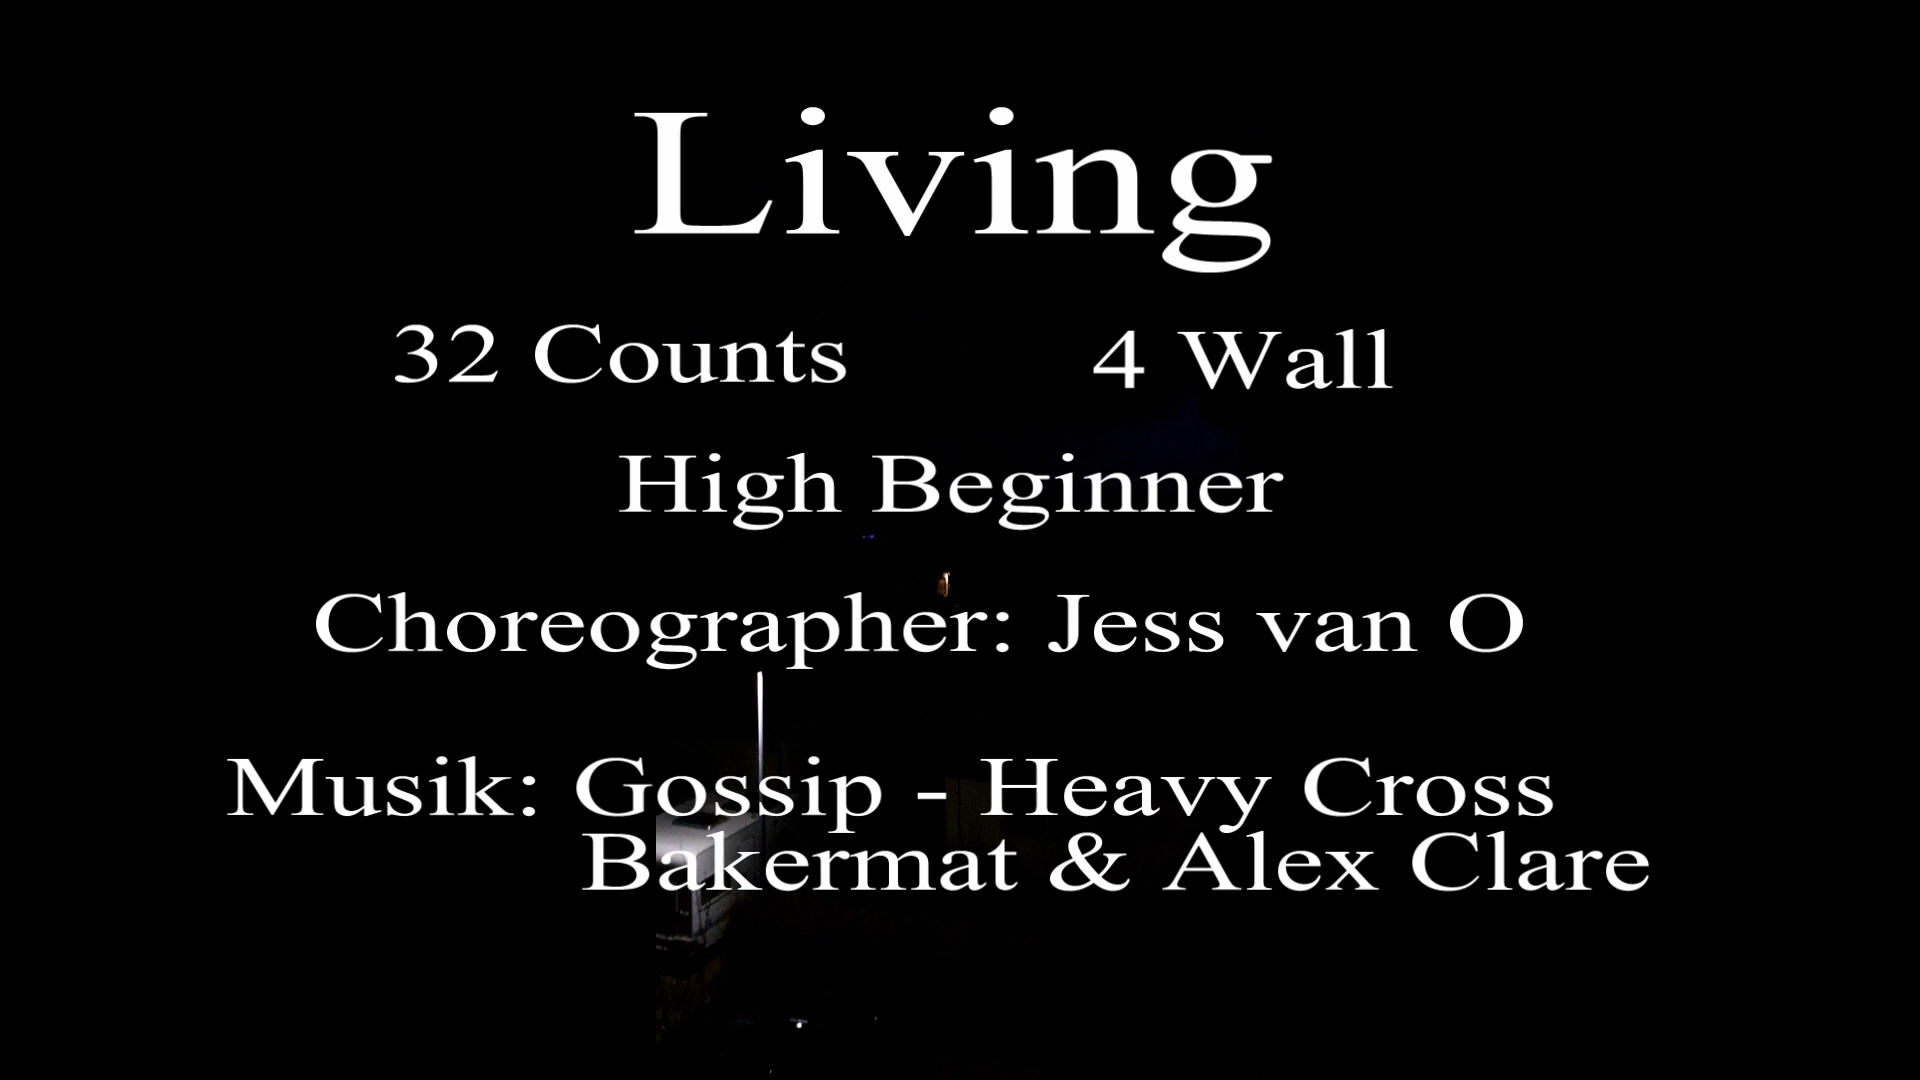 Living
32 Counts 4 Wall
High Beginner
Choreographer: Jess van O
Musik: Gossip - Heavy Cross
Bakermat & Alex Clare